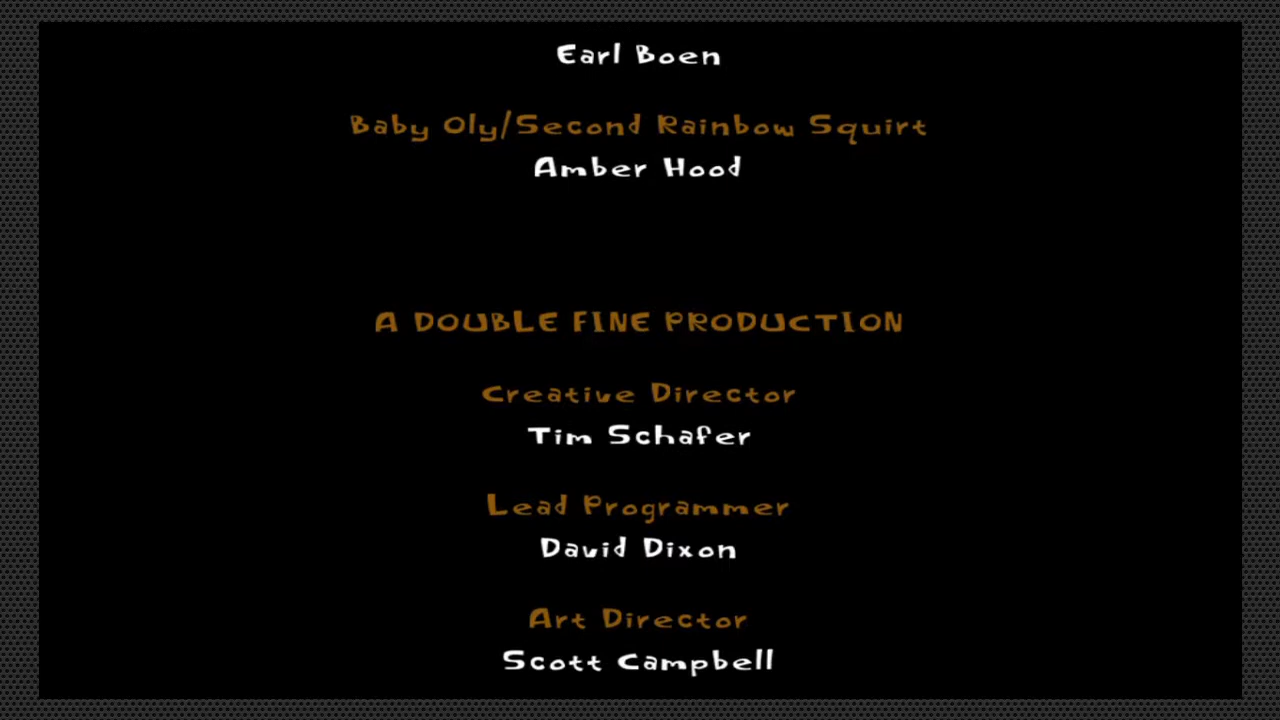 Earl Boen
Baby Oly/Second Rainbow Squirt
Amber Hood
A DOUBLE FINE PRODUCTION
Creative Director
Tim Schafer
Lead Programmer
David Dixon
Art Director
Scott Campbell